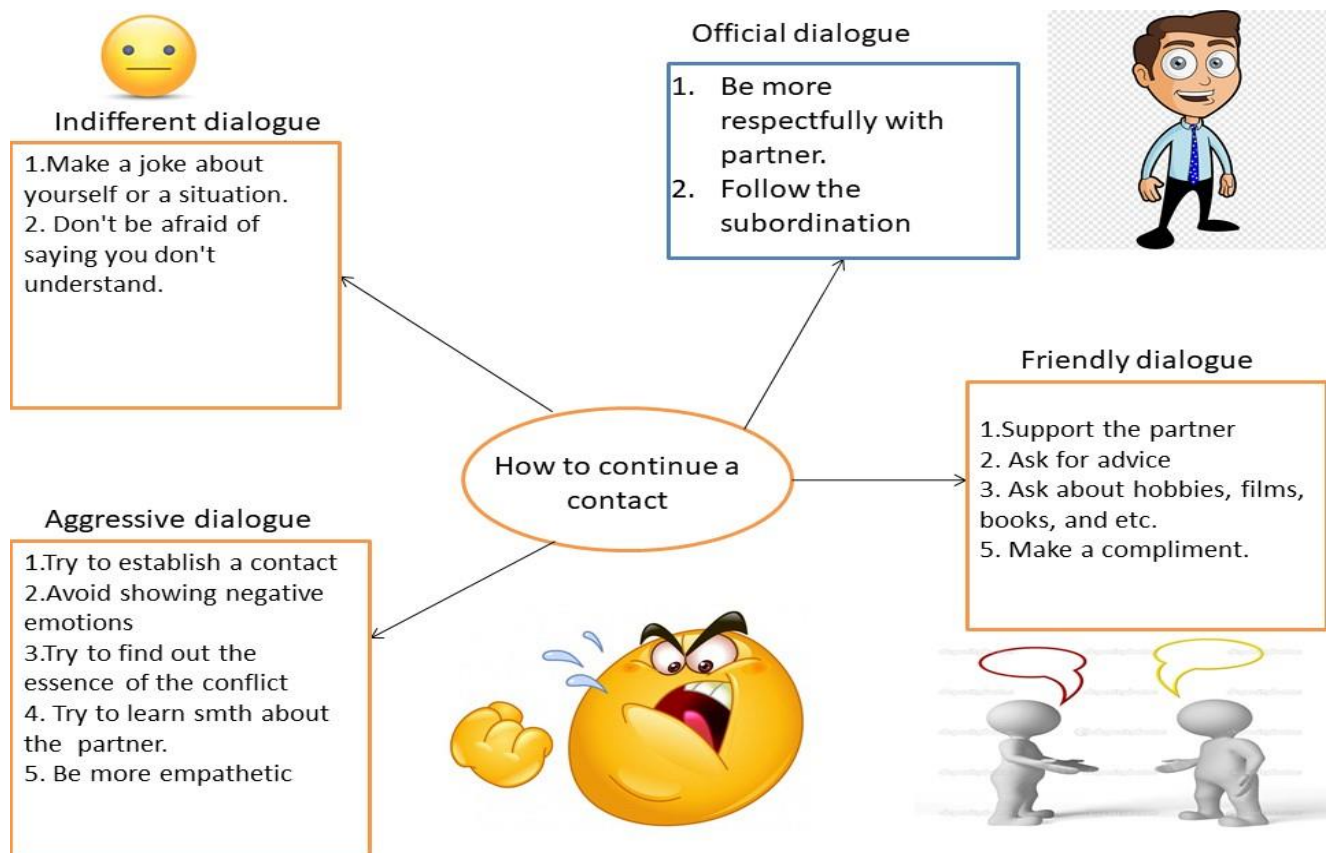 Official dialogue
1. Be more
respectfully with
partner.
2. Follow the
subordination
Indifferent dialogue
1.Make a joke about
yourself or a situation.
2. Don't be afraid of
saying you don't
understand.
Friendly dialogue
1.Support the partner
2. Ask for advice
3. Ask about hobbies, films,
books, and etc.
5. Make a compliment.
How to continue a
contact
Aggressive dialogue
1.Try to establish a contact
2.Avoid showing negative
emotions
3.Try to find out the
essence of the conflict
4. Try to learn smth about
the partner.
5. Be more empathetic